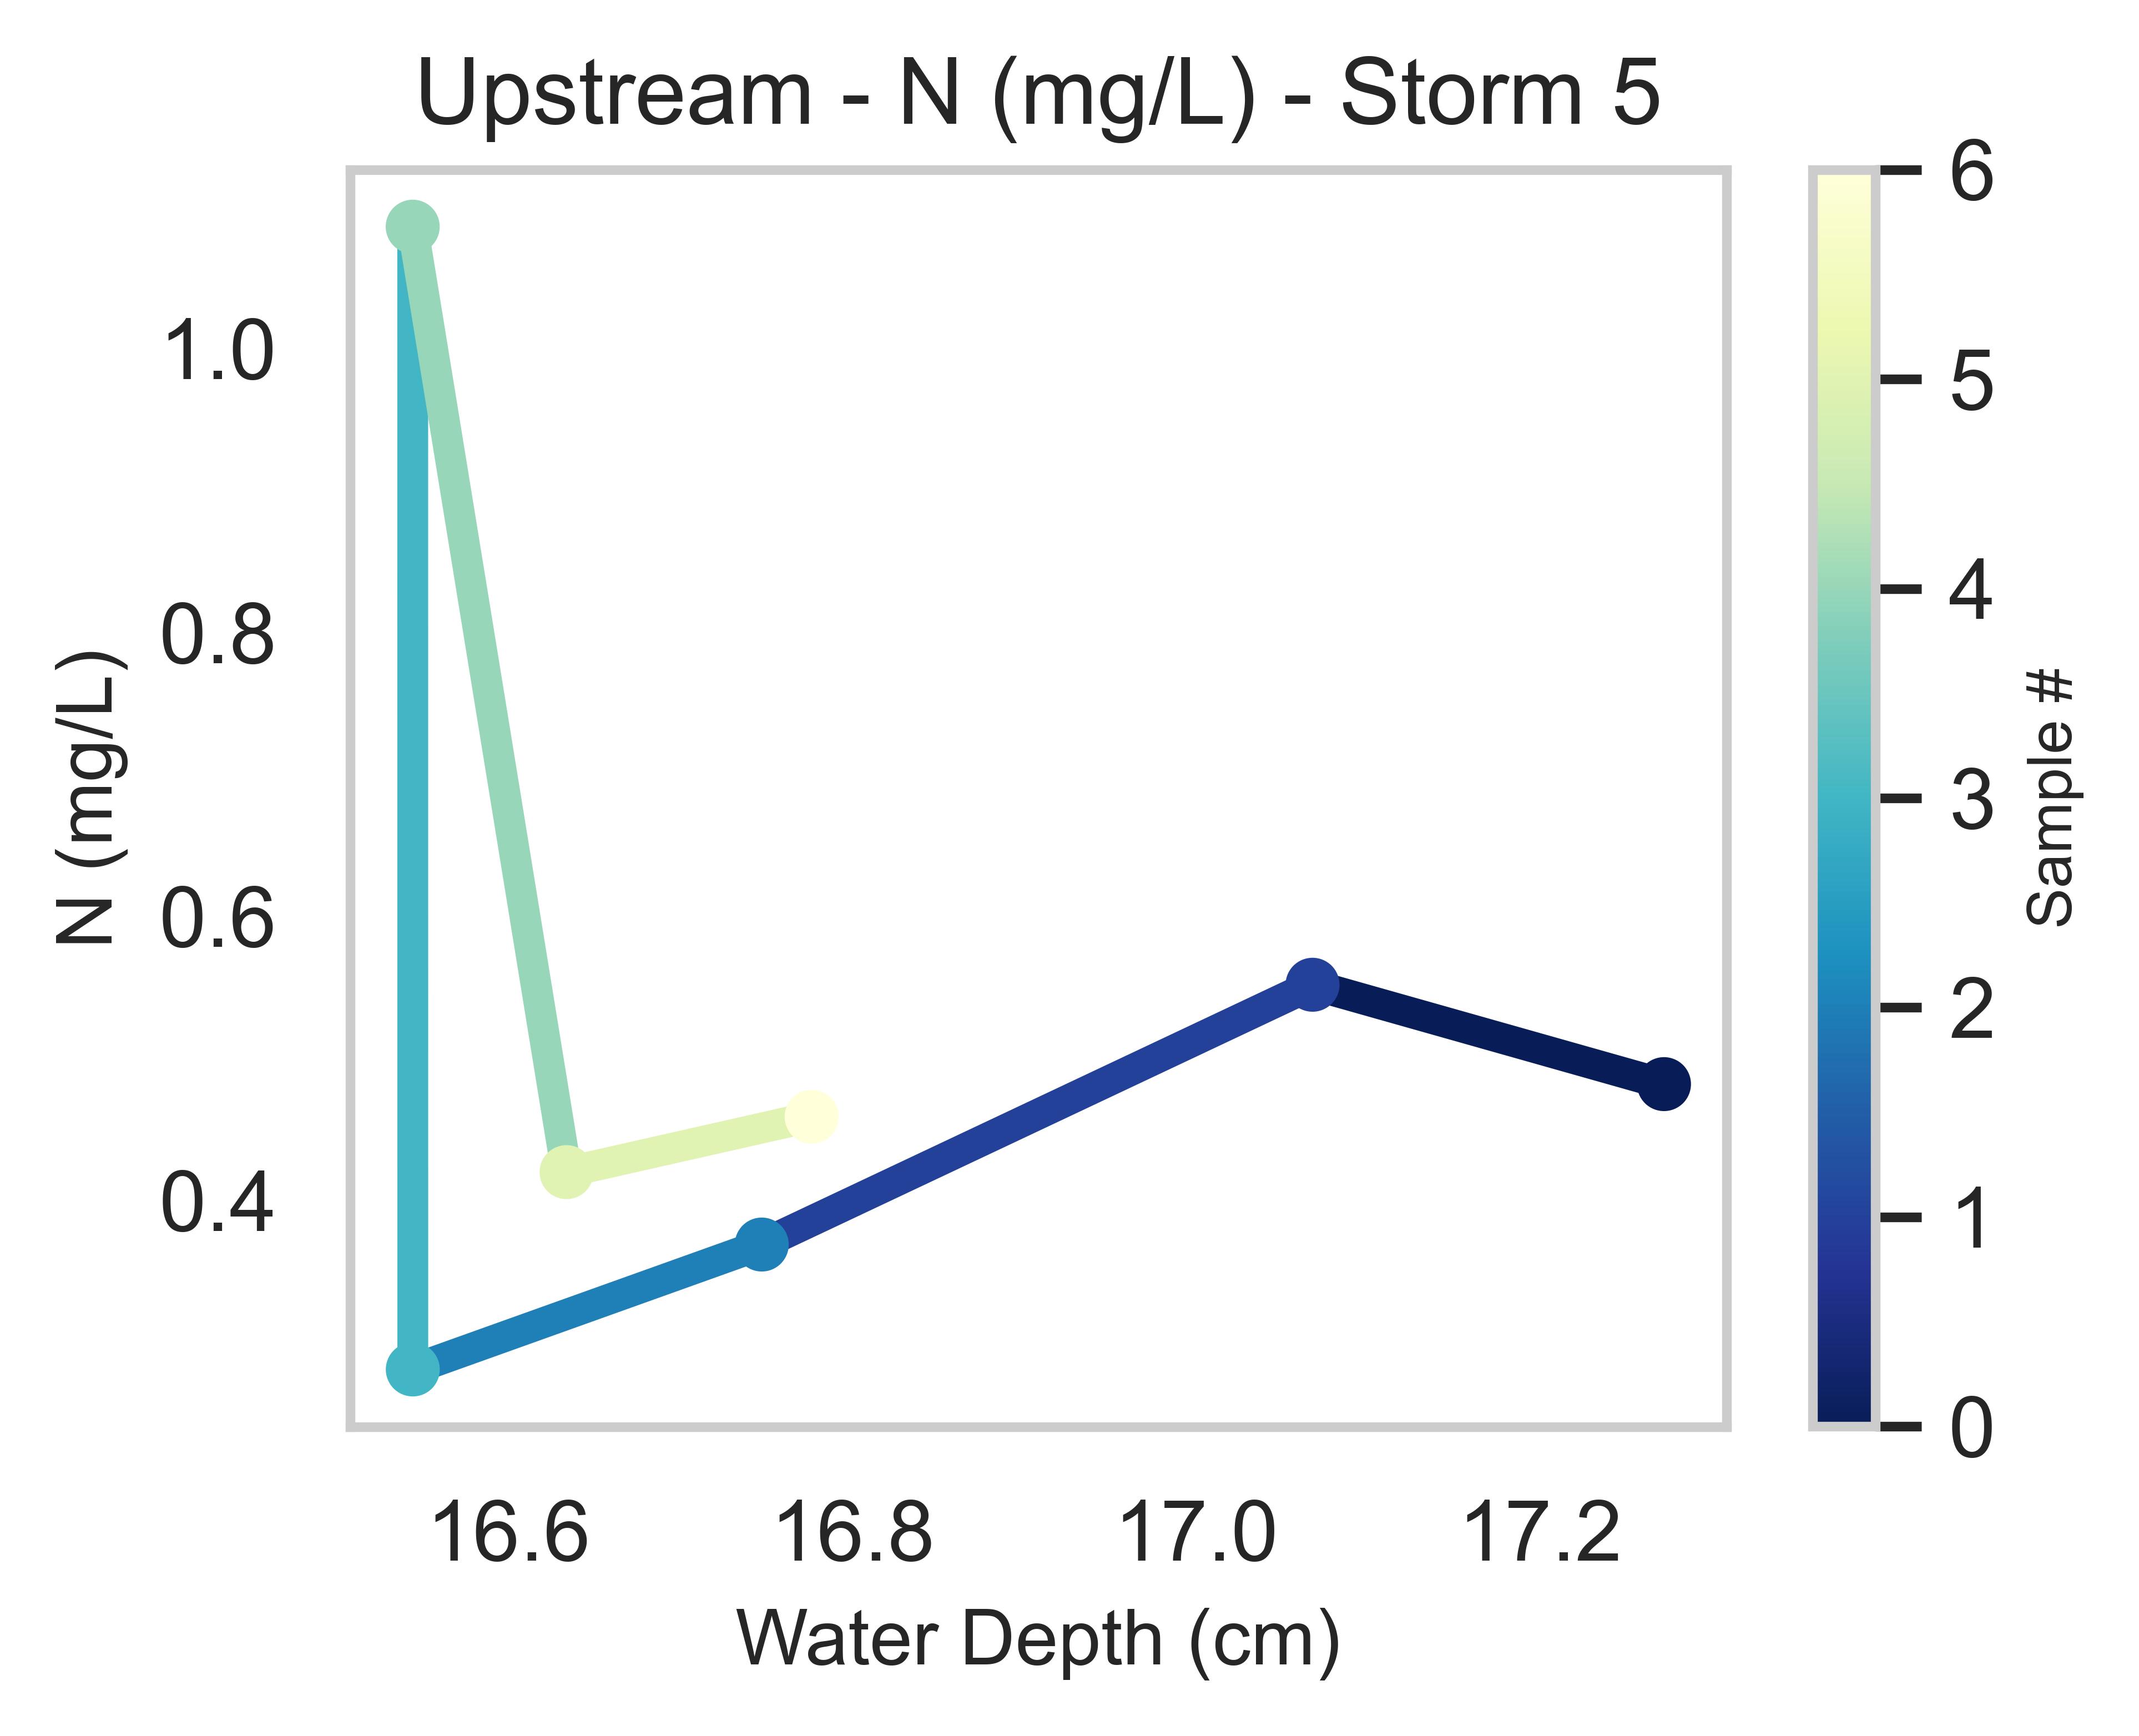 Upstream - N (mg/L) - Storm 5
N (mg/L)
1.0
0.8
0.6
0.4
16.6 16.8 17.0 17.2
Water Depth (cm)
6
5
4
3
2
1
0
Sample #